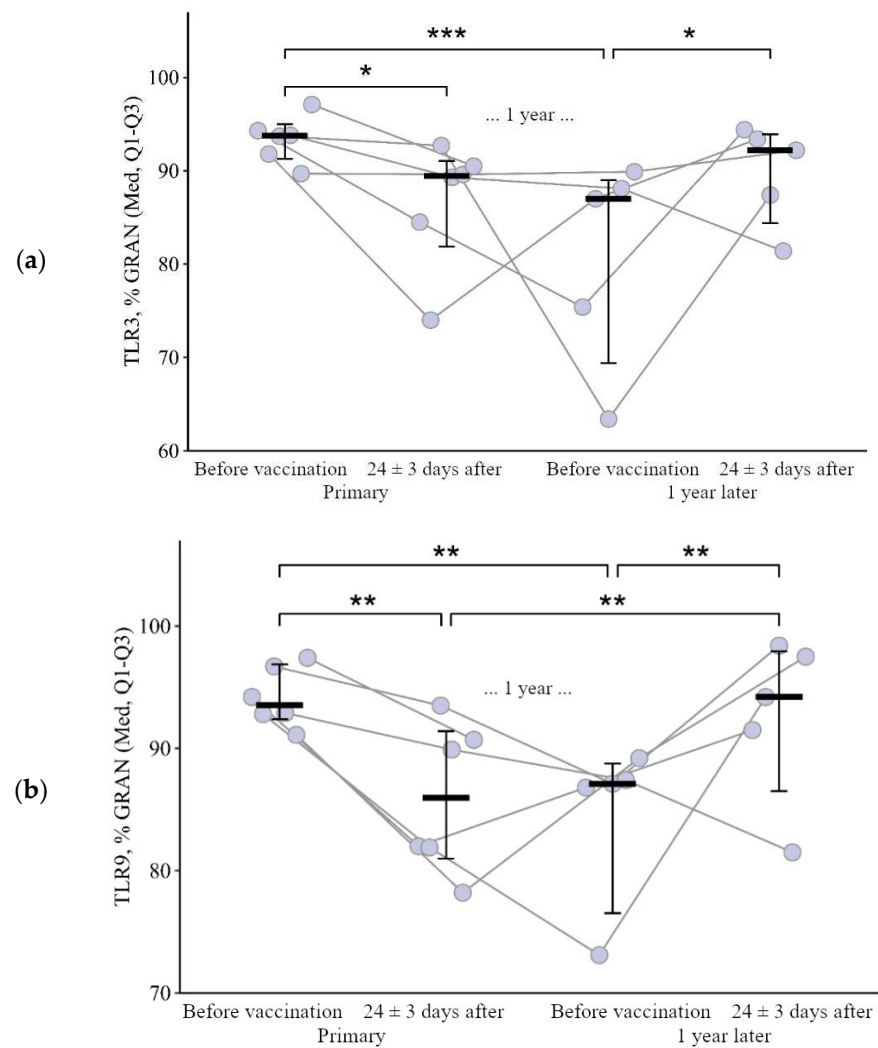 (a)
TLR3, % GRAN (Med, Q1-Q3)
***
*
*
... 1 year ...
100
90
80
70
60
Before vaccination 24 ± 3 days after Before vaccination 24 ± 3 days after
Primary 1 year later
(b)
TLR9, % GRAN (Med, Q1-Q3)
** **
** **
... 1 year ...
100
90
80
70
Before vaccination 24 ± 3 days after Before vaccination 24 ± 3 days after
Primary 1 year later